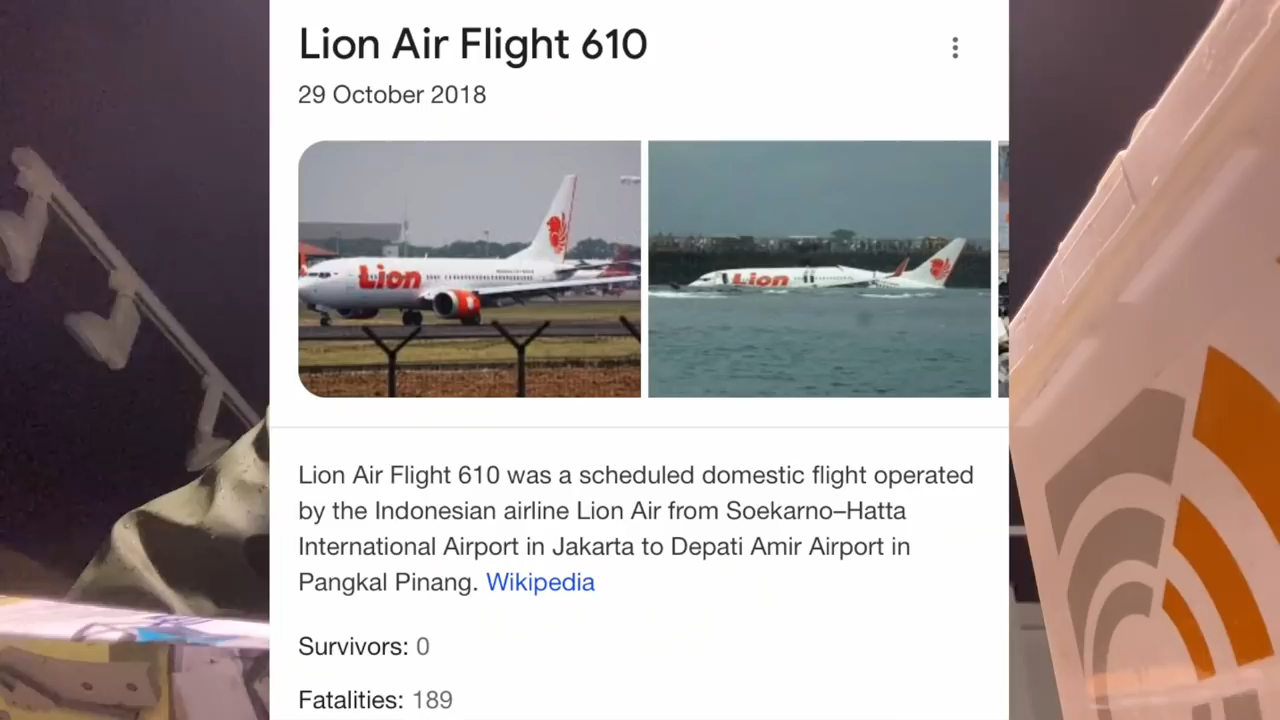 Lion Air Flight 610
29 October 2018
Lion
Lion
Lion Air Flight 610 was a scheduled domestic flight operated
by the Indonesian airline Lion Air from Soekarno–Hatta
International Airport in Jakarta to Depati Amir Airport in
Pangkal Pinang. Wikipedia
Survivors: 0
Fatalities: 189